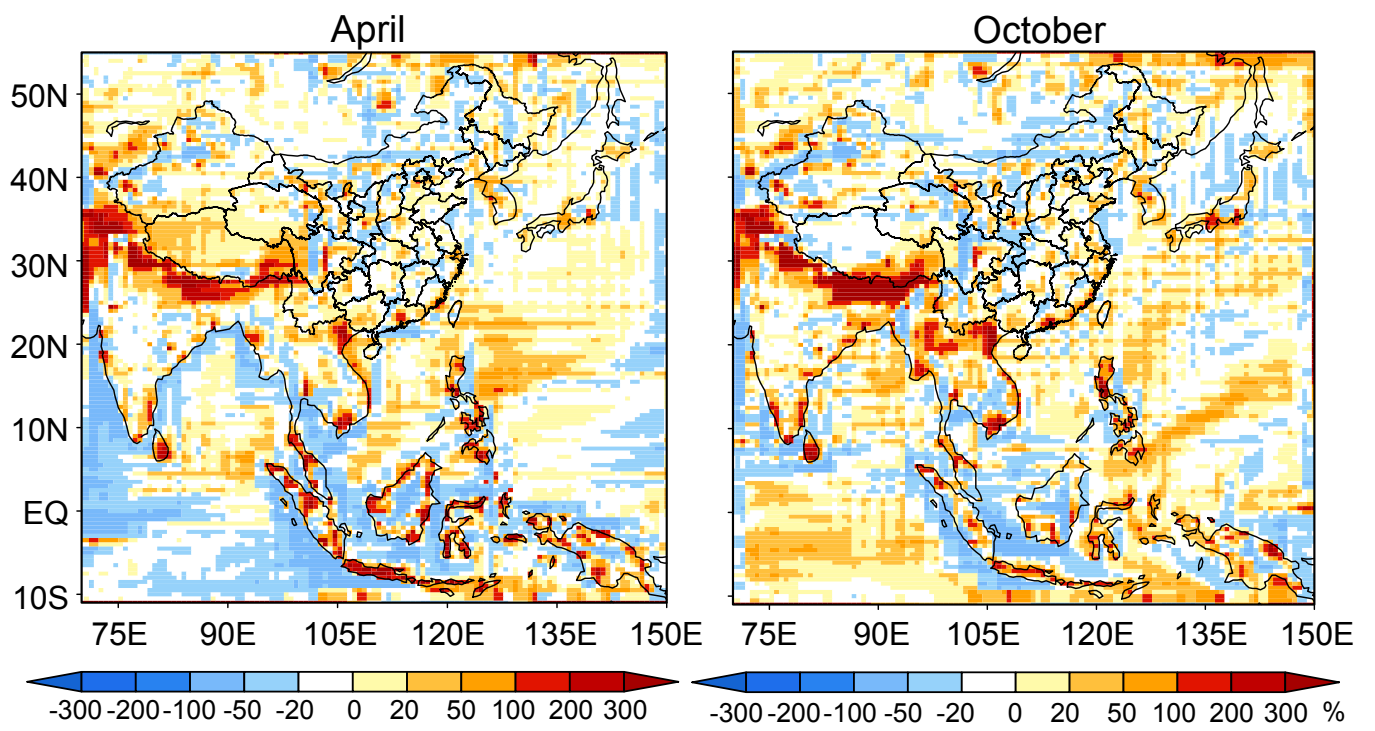 April
October
50N
40N
30N
20N
10N
EQ
10S
75E 90E 105E 120E 135E 150E
75E 90E 105E 120E 135E 150E
-300 -200 -100 -50 -20 0 20 50 100 200 300
-300 -200 -100 -50 -20 0 20 50 100 200 300 %